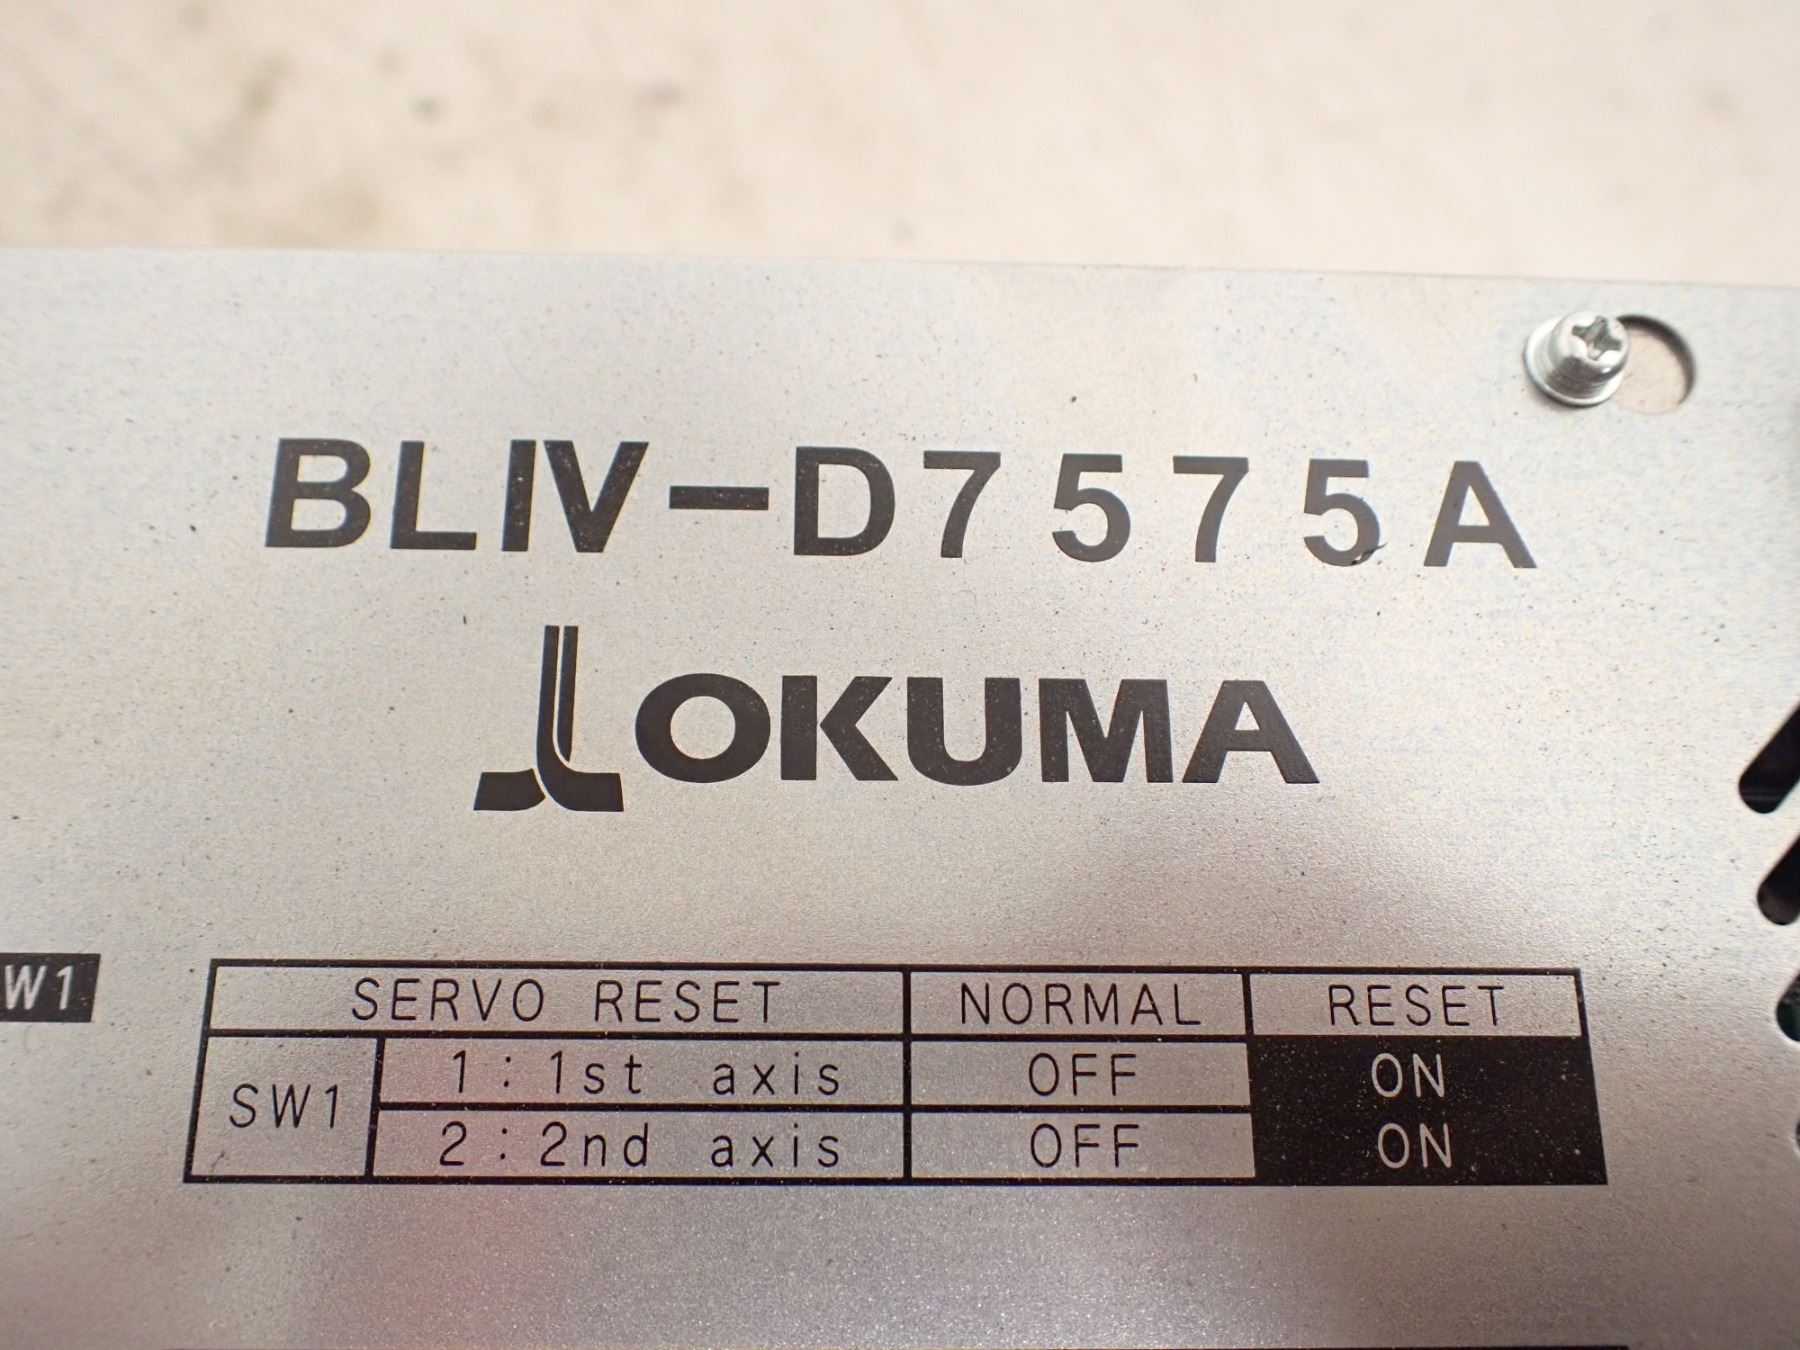 BLIV-D7575A
OKUMA
W1
SERVO RESET NORMAL RESET
SW1 1:1st axis OFF ON
2:2nd axis OFF ON